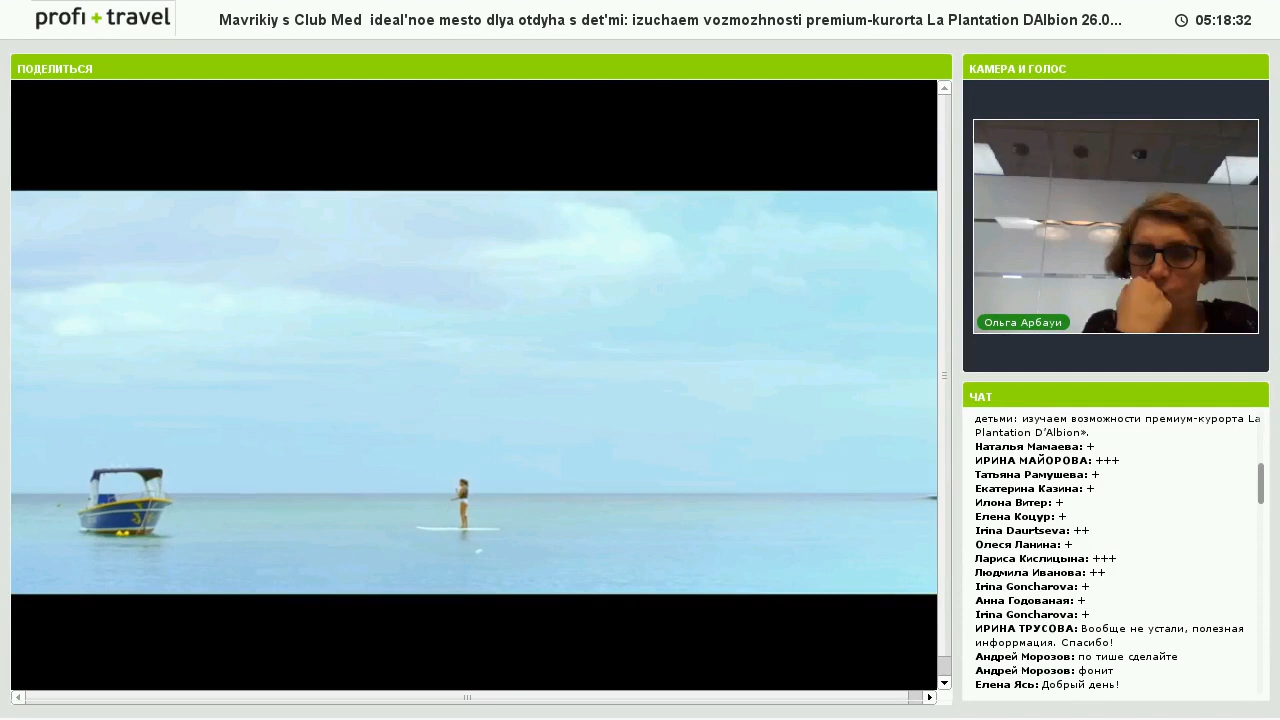 profi + travel
Mavrikiy s Club Med ideal'noe mesto dlya otdyha s det'mi: izuchaem vozmozhnosti premium-kurorta La Plantation DAlbion 26.0...
05:18:32
ПОДЕЛИТЬСЯ
КАМЕРА И ГОЛОС
Ольга Арбауи
ЧАТ
детьми: изучаем возможности премиум-курорта La
Plantation D'Albion».
Наталья Мамаева: +
ИРИНА МАЙОРОВА: +++
Татьяна Рамушева: +
Екатерина Казина: +
Илона Витер: +
Елена Коцур: +
Irina Daurtseva: ++
Олеся Ланина: +
Лариса Кислицына: +++
Людмила Иванова: ++
Irina Goncharova: +
Анна Годованая: +
Irina Goncharova: +
ИРИНА ТРУСОВА: Вообще не устали, полезная
инфоррмация. Спасибо!
Андрей Морозов: по тише сделайте
Андрей Морозов: фонит
Елена Ясь: Добрый день!